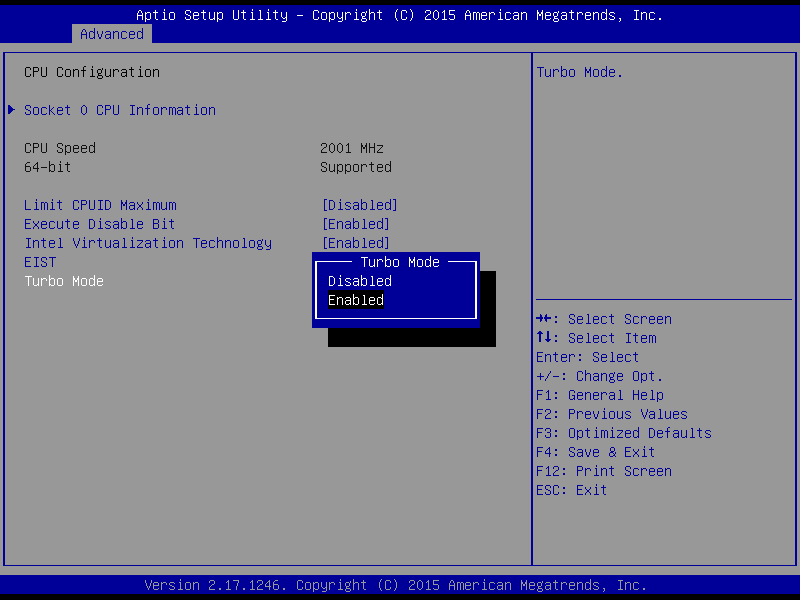 Aptio Setup Utility - Copyright (C) 2015 American Megatrends, Inc.
Advanced
CPU Configuration
Turbo Mode.
Socket 0 CPU Information
CPU Speed 2001 MHz
64-bit Supported
Limit CPUID Maximum [Disabled]
Execute Disable Bit [Enabled]
Intel Virtualization Technology [Enabled]
EIST
Turbo Mode
Turbo Mode
Disabled
Enabled
→←: Select Screen
↑↓: Select Item
Enter: Select
+/-: Change Opt.
F1: General Help
F2: Previous Values
F3: Optimized Defaults
F4: Save & Exit
F12: Print Screen
ESC: Exit
Version 2.17.1246. Copyright (C) 2015 American Megatrends, Inc.